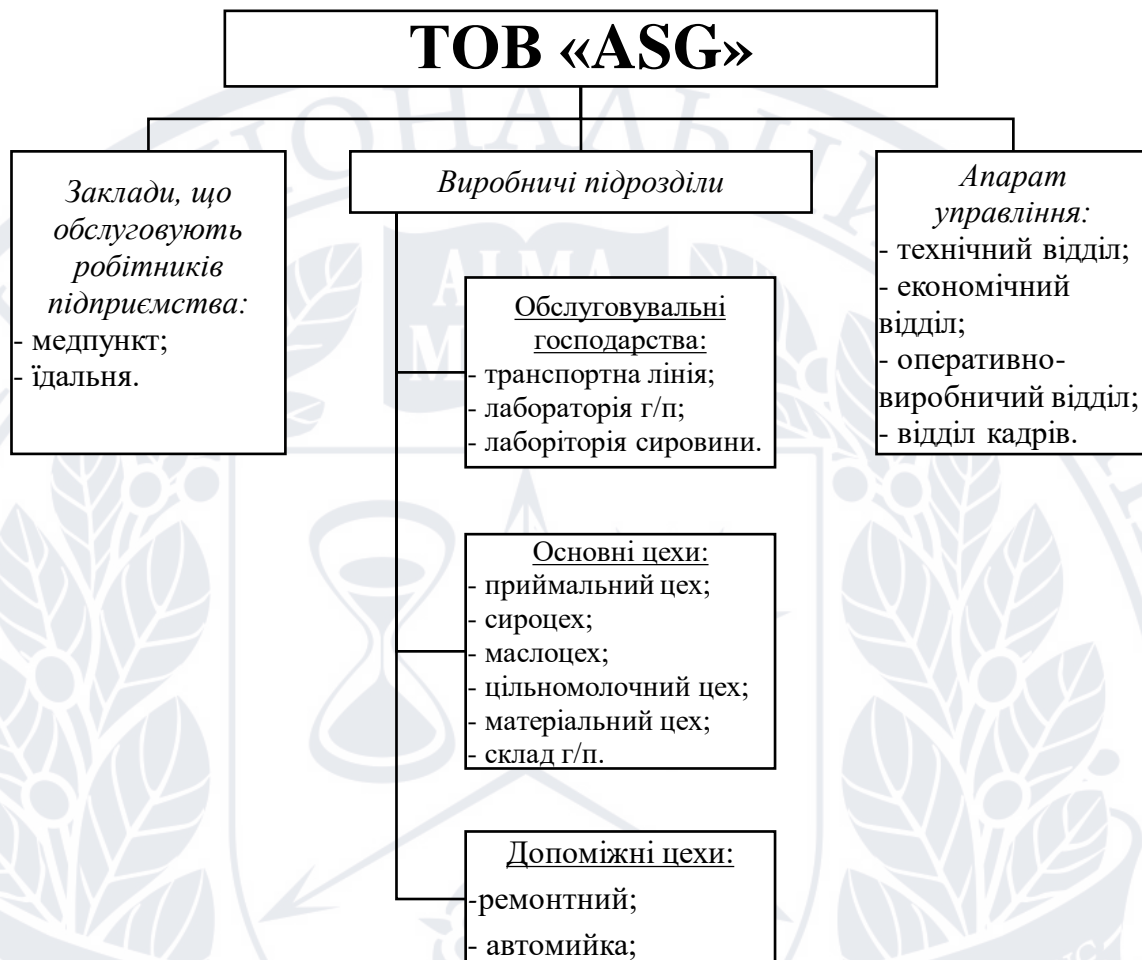 ТОВ «ASG»
Заклади, що
обслуговують
робітників
підприємства:
- медпункт;
- їдальня.
Виробничі підрозділи
Обслуговувальні
господарства:
- транспортна лінія;
- лабораторія г/п;
- лаборіторія сировини.
Основні цехи:
- приймальний цех;
- сироцех;
- маслоцех;
- цільномолочний цех;
- матеріальний цех;
- склад г/п.
Допоміжні цехи:
-ремонтний;
- автомийка;
Апарат
управління:
- технічний відділ;
- економічний
відділ;
- оперативно-
виробничий відділ;
- відділ кадрів.
ALMA